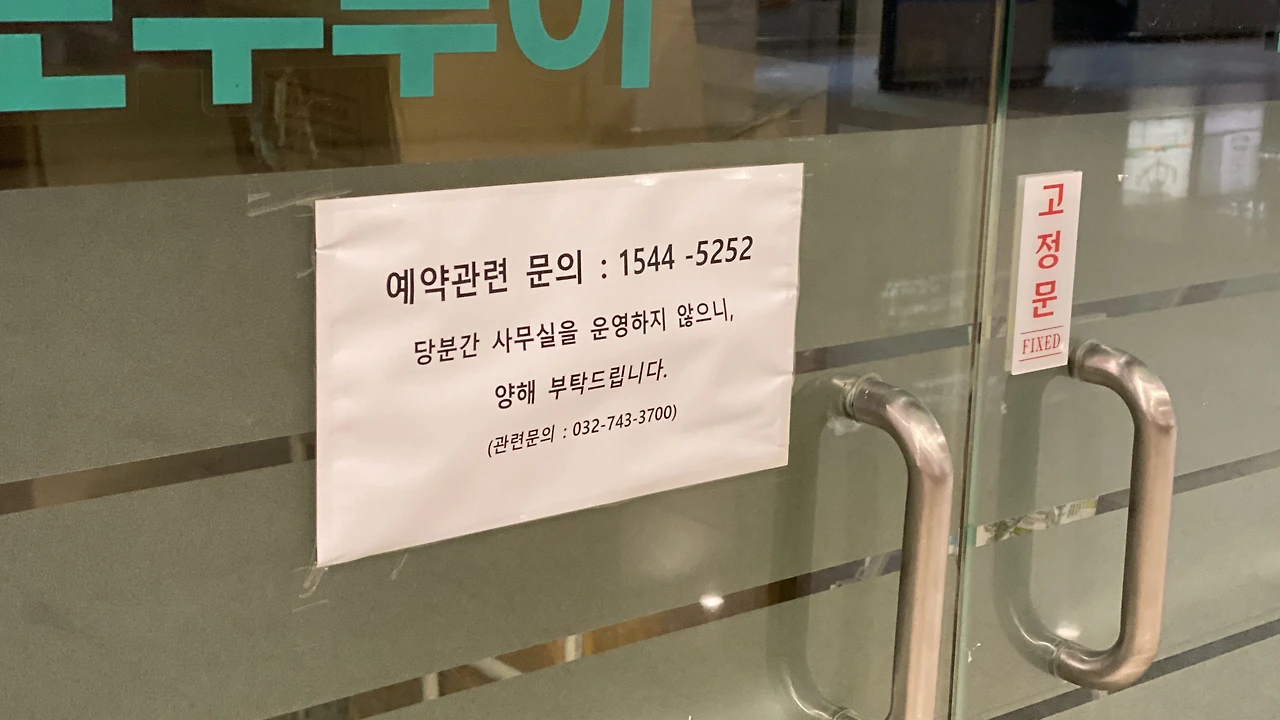 예약관련 문의 : 1544 -5252
당분간 사무실을 운영하지 않으니,
양해 부탁드립니다.
(관련문의 : 032-743-3700)
고정문
FIXED